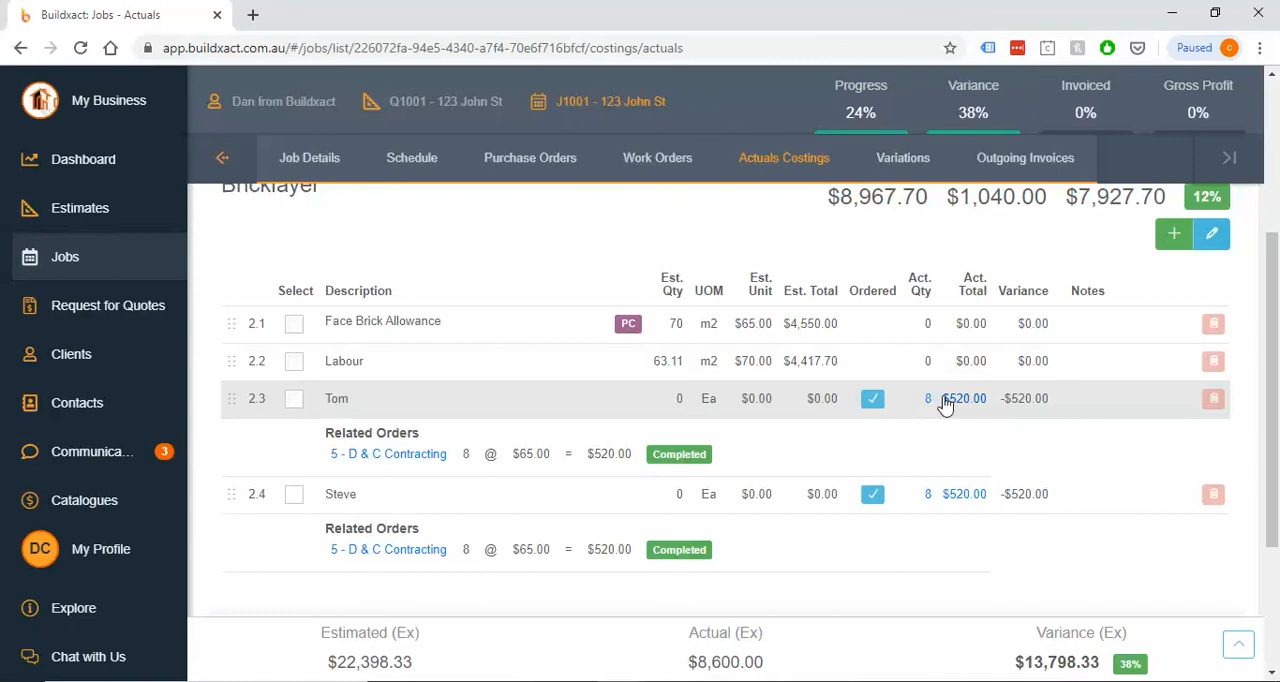 Buildxact: Jobs - Actuals
app.buildxact.com.au/#/jobs/list/226072fa-94e5-4340-a7f4-70e6f716bfcf/costings/actuals
Paused C
My Business
Dan from Buildxact Q1001 - 123 John St J1001 - 123 John St
Progress Variance Invoiced Gross Profit
24% 38% 0% 0%
Job Details Schedule Purchase Orders Work Orders Actuals Costings Variations Outgoing Invoices
Dashboard
Estimates
Jobs
Request for Quotes
Clients
Contacts
Communica... 3
Catalogues
DC My Profile
Explore
Chat with Us
Bricklayer
$8,967.70 $1,040.00 $7,927.70 12%
Select Description Est. Qty UOM Est. Unit Est. Total Ordered Act. Qty Act. Total Variance Notes
2.1 Face Brick Allowance PC 70 m2 $65.00 $4,550.00 0 $0.00 $0.00
2.2 Labour 63.11 m2 $70.00 $4,417.70 0 $0.00 $0.00
2.3 Tom 0 Ea $0.00 $0.00 8 $520.00 -$520.00
Related Orders
5 - D & C Contracting 8 @ $65.00 = $520.00 Completed
2.4 Steve 0 Ea $0.00 $0.00 8 $520.00 -$520.00
Related Orders
5 - D & C Contracting 8 @ $65.00 = $520.00 Completed
Estimated (Ex) Actual (Ex) Variance (Ex)
$22,398.33 $8,600.00 $13,798.33 38%